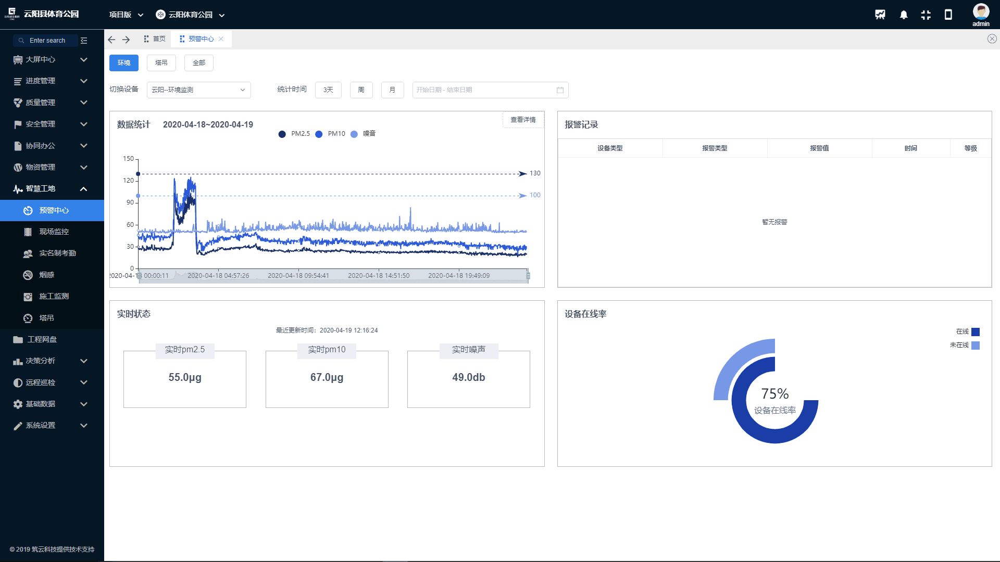 云阳县体育公园
项目版
云阳体育公园
admin
Enter search
首页
预警中心
大屏中心
进度管理
质量管理
安全管理
协同办公
物资管理
智慧工地
预警中心
现场监控
实名制考勤
烟感
施工监测
塔吊
工程网盘
决策分析
远程巡检
基础数据
系统设置
© 2019 筑云科技提供技术支持
环境
塔吊
全部
切换设备
云阳--环境监测
统计时间
3天
周
月
开始日期 - 结束日期
数据统计
2020-04-18~2020-04-19
查看详情
PM2.5
PM10
噪音
150
130
120
100
90
60
30
0
00:00:11
2020-04-18 04:57:26
2020-04-18 09:54:41
2020-04-18 14:51:50
2020-04-18 19:49:09
报警记录
设备类型
报警类型
报警值
时间
等级
暂无报警
实时状态
最近更新时间：2020-04-19 12:16:24
实时pm2.5
55.0μg
实时pm10
67.0μg
实时噪声
49.0db
设备在线率
在线
未在线
75%
设备在线率